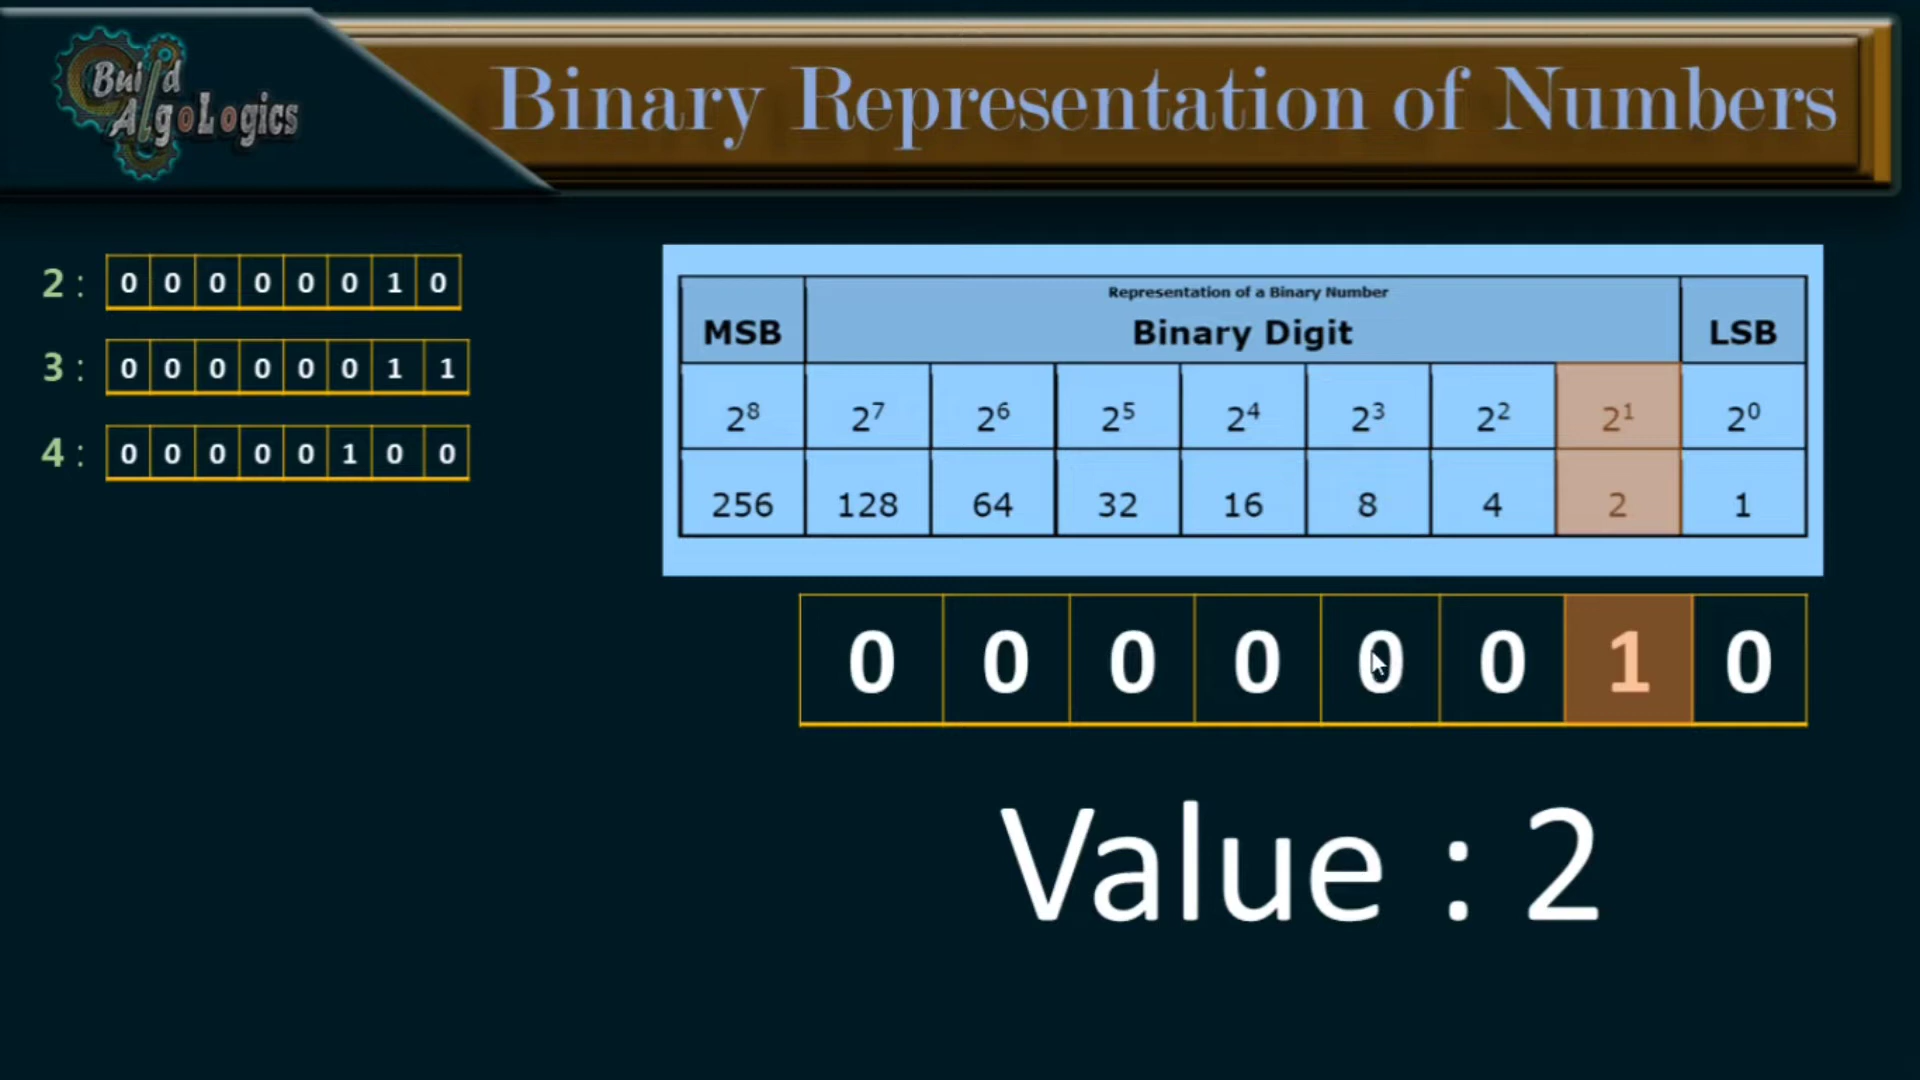 Build
AlgoLogics
Binary Representation of Numbers
2 : 0 0 0 0 0 0 1 0
3 : 0 0 0 0 0 0 1 1
4 : 0 0 0 0 0 1 0 0
Representation of a Binary Number
MSB Binary Digit LSB
2⁸ 2⁷ 2⁶ 2⁵ 2⁴ 2³ 2² 2¹ 2⁰
256 128 64 32 16 8 4 2 1
0 0 0 0 0 0 1 0
Value : 2